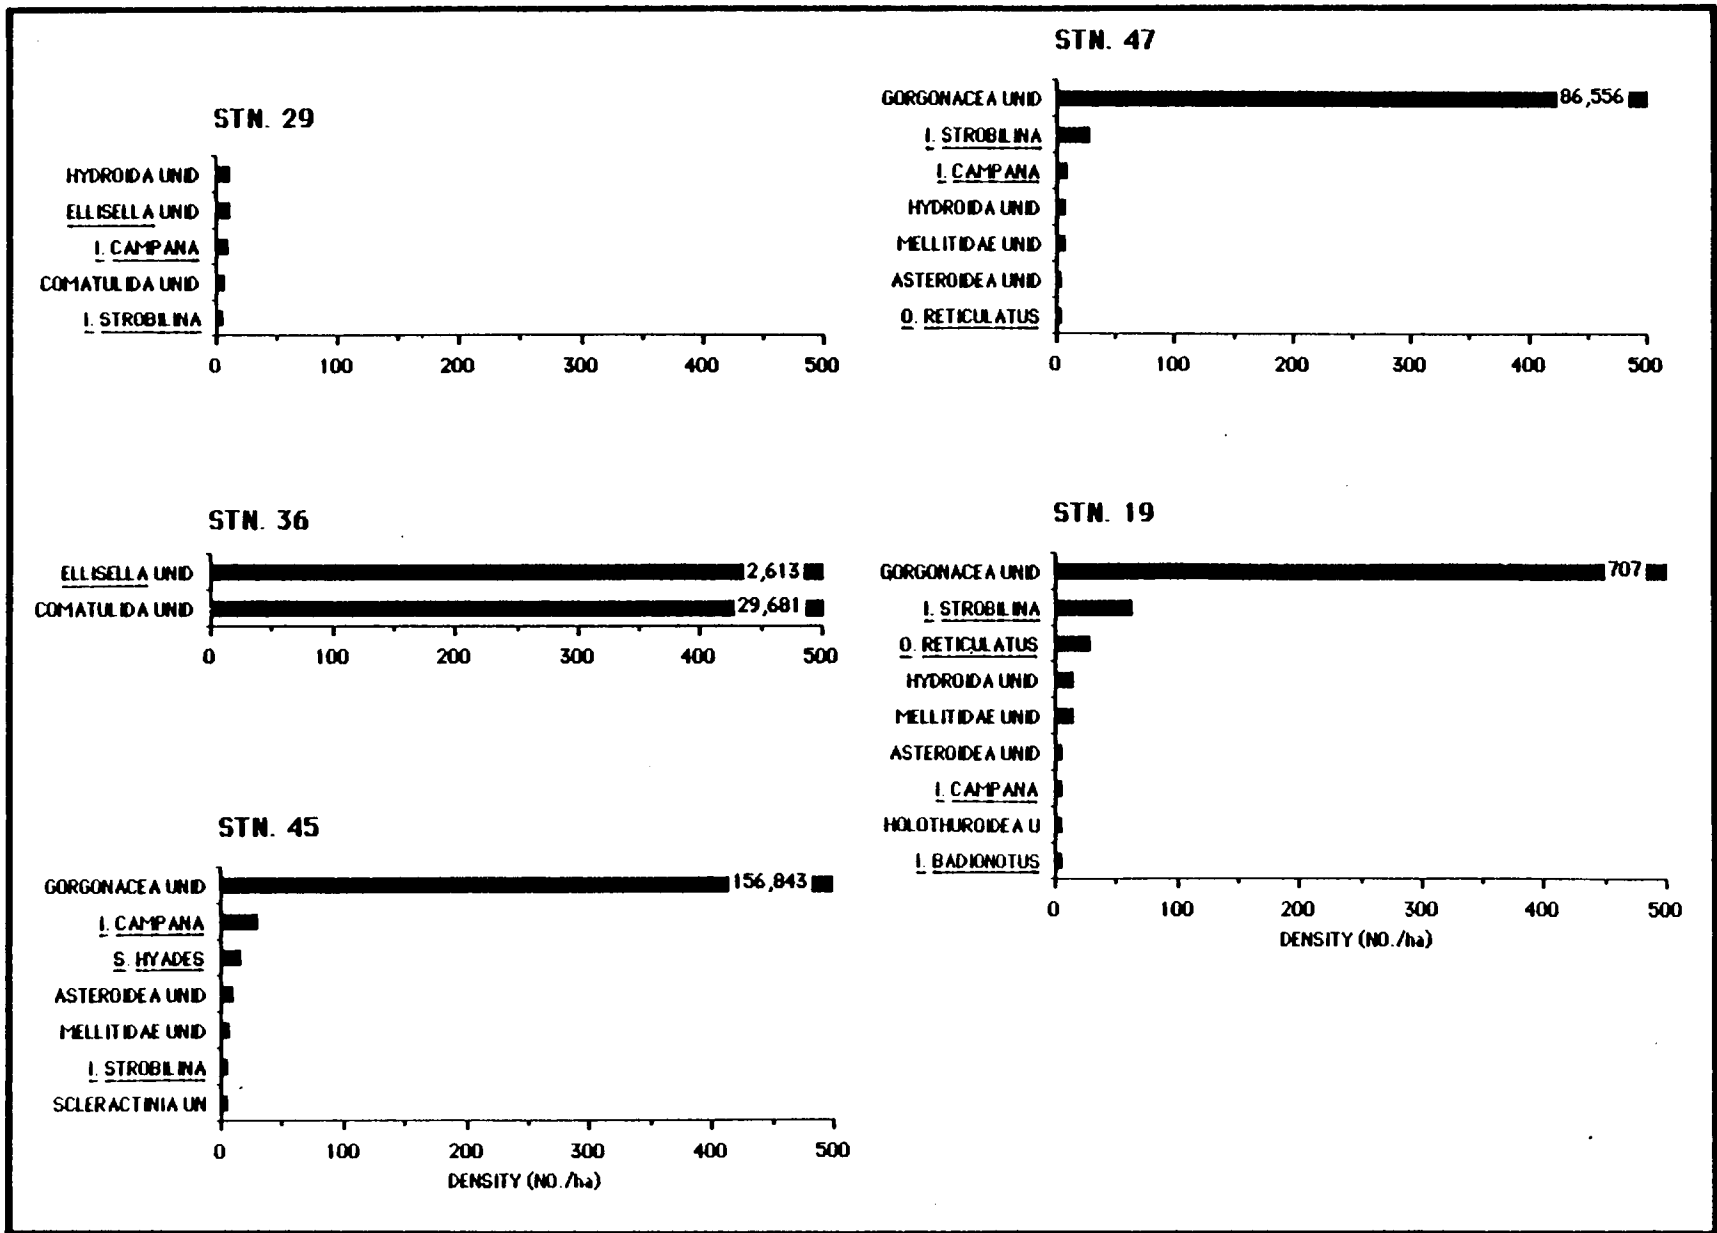 STN. 29
HYDROIDA UNID
ELLISELLA UNID
I. CAMPANA
COMATULIDA UNID
I. STROBILINA
0 100 200 300 400 500
STN. 36
ELLISELLA UNID 2,613
COMATULIDA UNID 29,681
0 100 200 300 400 500
STN. 45
GORGONACEA UNID 156,843
I. CAMPANA
S. HYADES
ASTEROIDEA UNID
MELLITIDAE UNID
I. STROBILINA
SCLERACTINIA UN
0 100 200 300 400 500
DENSITY (NO./ha)
STN. 47
GORGONACEA UNID 86,556
I. STROBILINA
I. CAMPANA
HYDROIDA UNID
MELLITIDAE UNID
ASTEROIDEA UNID
O. RETICULATUS
0 100 200 300 400 500
STN. 19
GORGONACEA UNID 707
I. STROBILINA
O. RETICULATUS
HYDROIDA UNID
MELLITIDAE UNID
ASTEROIDEA UNID
I. CAMPANA
HOLOTHUROIDEA U
I. BADIONOTUS
0 100 200 300 400 500
DENSITY (NO./ha)